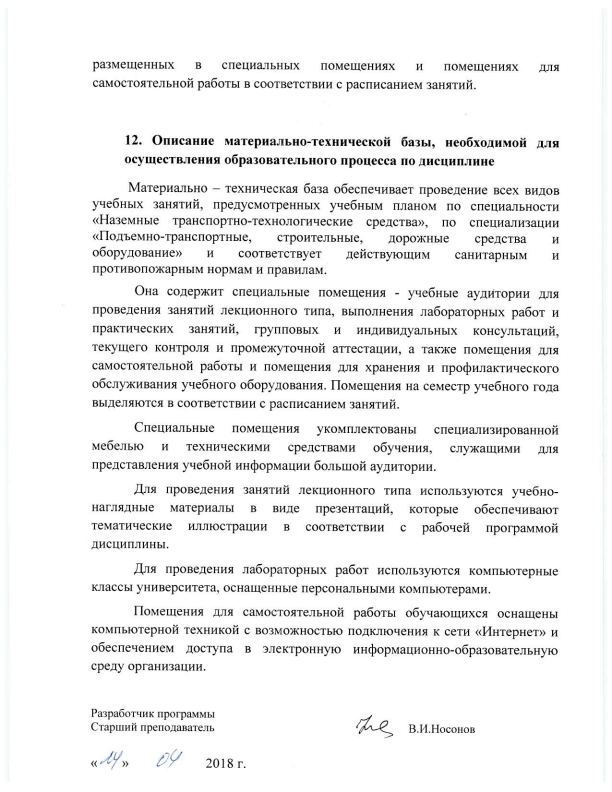 размещенных в специальных помещениях и помещениях для
самостоятельной работы в соответствии с расписанием занятий.
12. Описание материально-технической базы, необходимой для
осуществления образовательного процесса по дисциплине
Материально – техническая база обеспечивает проведение всех видов
учебных занятий, предусмотренных учебным планом по специальности
«Наземные транспортно-технологические средства», по специализации
«Подъемно-транспортные, строительные, дорожные средства и
оборудование» и соответствует действующим санитарным и
противопожарным нормам и правилам.
Она содержит специальные помещения - учебные аудитории для
проведения занятий лекционного типа, выполнения лабораторных работ и
практических занятий, групповых и индивидуальных консультаций,
текущего контроля и промежуточной аттестации, а также помещения для
самостоятельной работы и помещения для хранения и профилактического
обслуживания учебного оборудования. Помещения на семестр учебного года
выделяются в соответствии с расписанием занятий.
Специальные помещения укомплектованы специализированной
мебелью и техническими средствами обучения, служащими для
представления учебной информации большой аудитории.
Для проведения занятий лекционного типа используются учебно-
наглядные материалы в виде презентаций, которые обеспечивают
тематические иллюстрации в соответствии с рабочей программой
дисциплины.
Для проведения лабораторных работ используются компьютерные
классы университета, оснащенные персональными компьютерами.
Помещения для самостоятельной работы обучающихся оснащены
компьютерной техникой с возможностью подключения к сети «Интернет» и
обеспечением доступа в электронную информационно-образовательную
среду организации.
Разработчик программы
Старший преподаватель В.И.Носонов
«14» 04 2018 г.